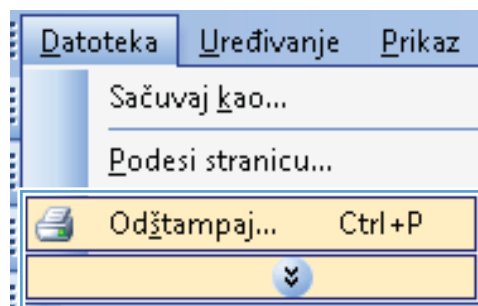 Datoteka Uređivanje Prikaz
Sačuvaj kao...
Podesi stranicu...
Odštampaj... Ctrl+P